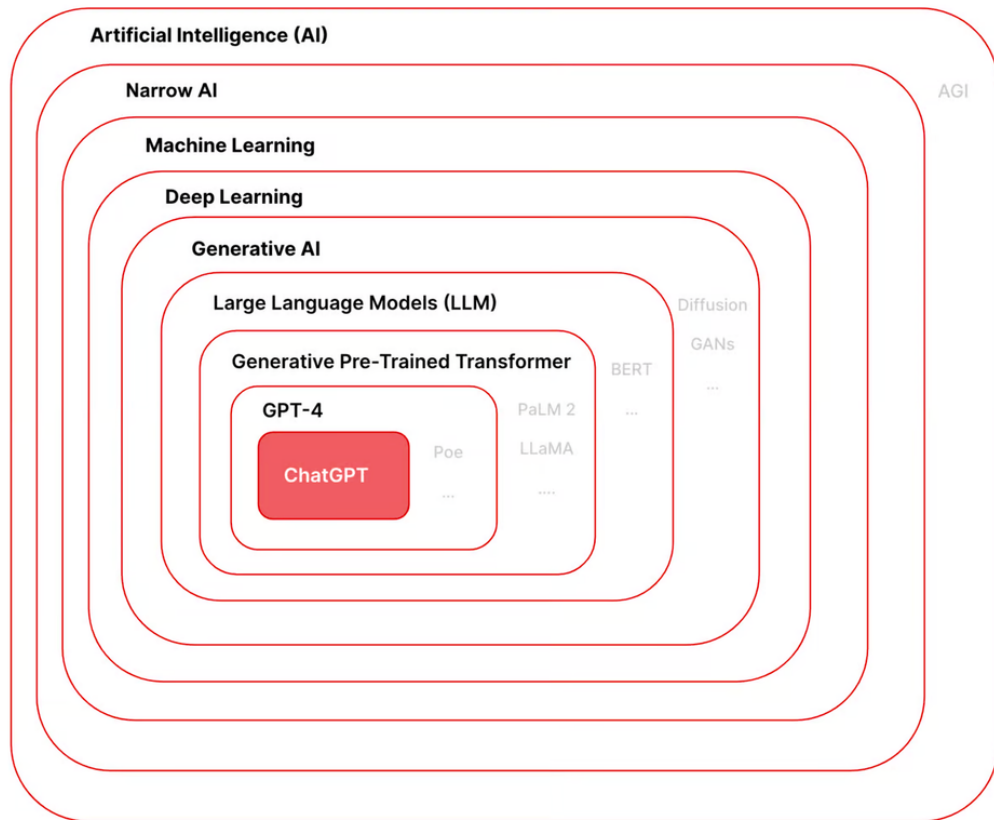 Artificial Intelligence (AI)
Narrow AI
AGI
Machine Learning
Deep Learning
Generative AI
Large Language Models (LLM)
Diffusion
GANs
...
Generative Pre-Trained Transformer
BERT
...
GPT-4
PaLM 2
LLaMA
....
ChatGPT
Poe
...